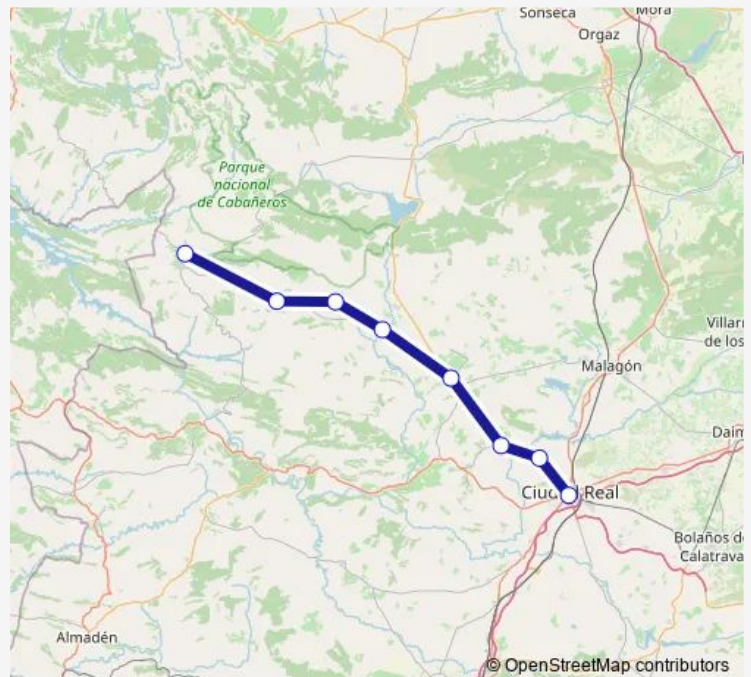 Sonseca
Mora
Orgaz
Parque
nacional
de Cabañeros
Villarr
de los
Malagón
Daim
Ciudad Real
Bolaños de
Calatrava
Almadén
© OpenStreetMap contributors